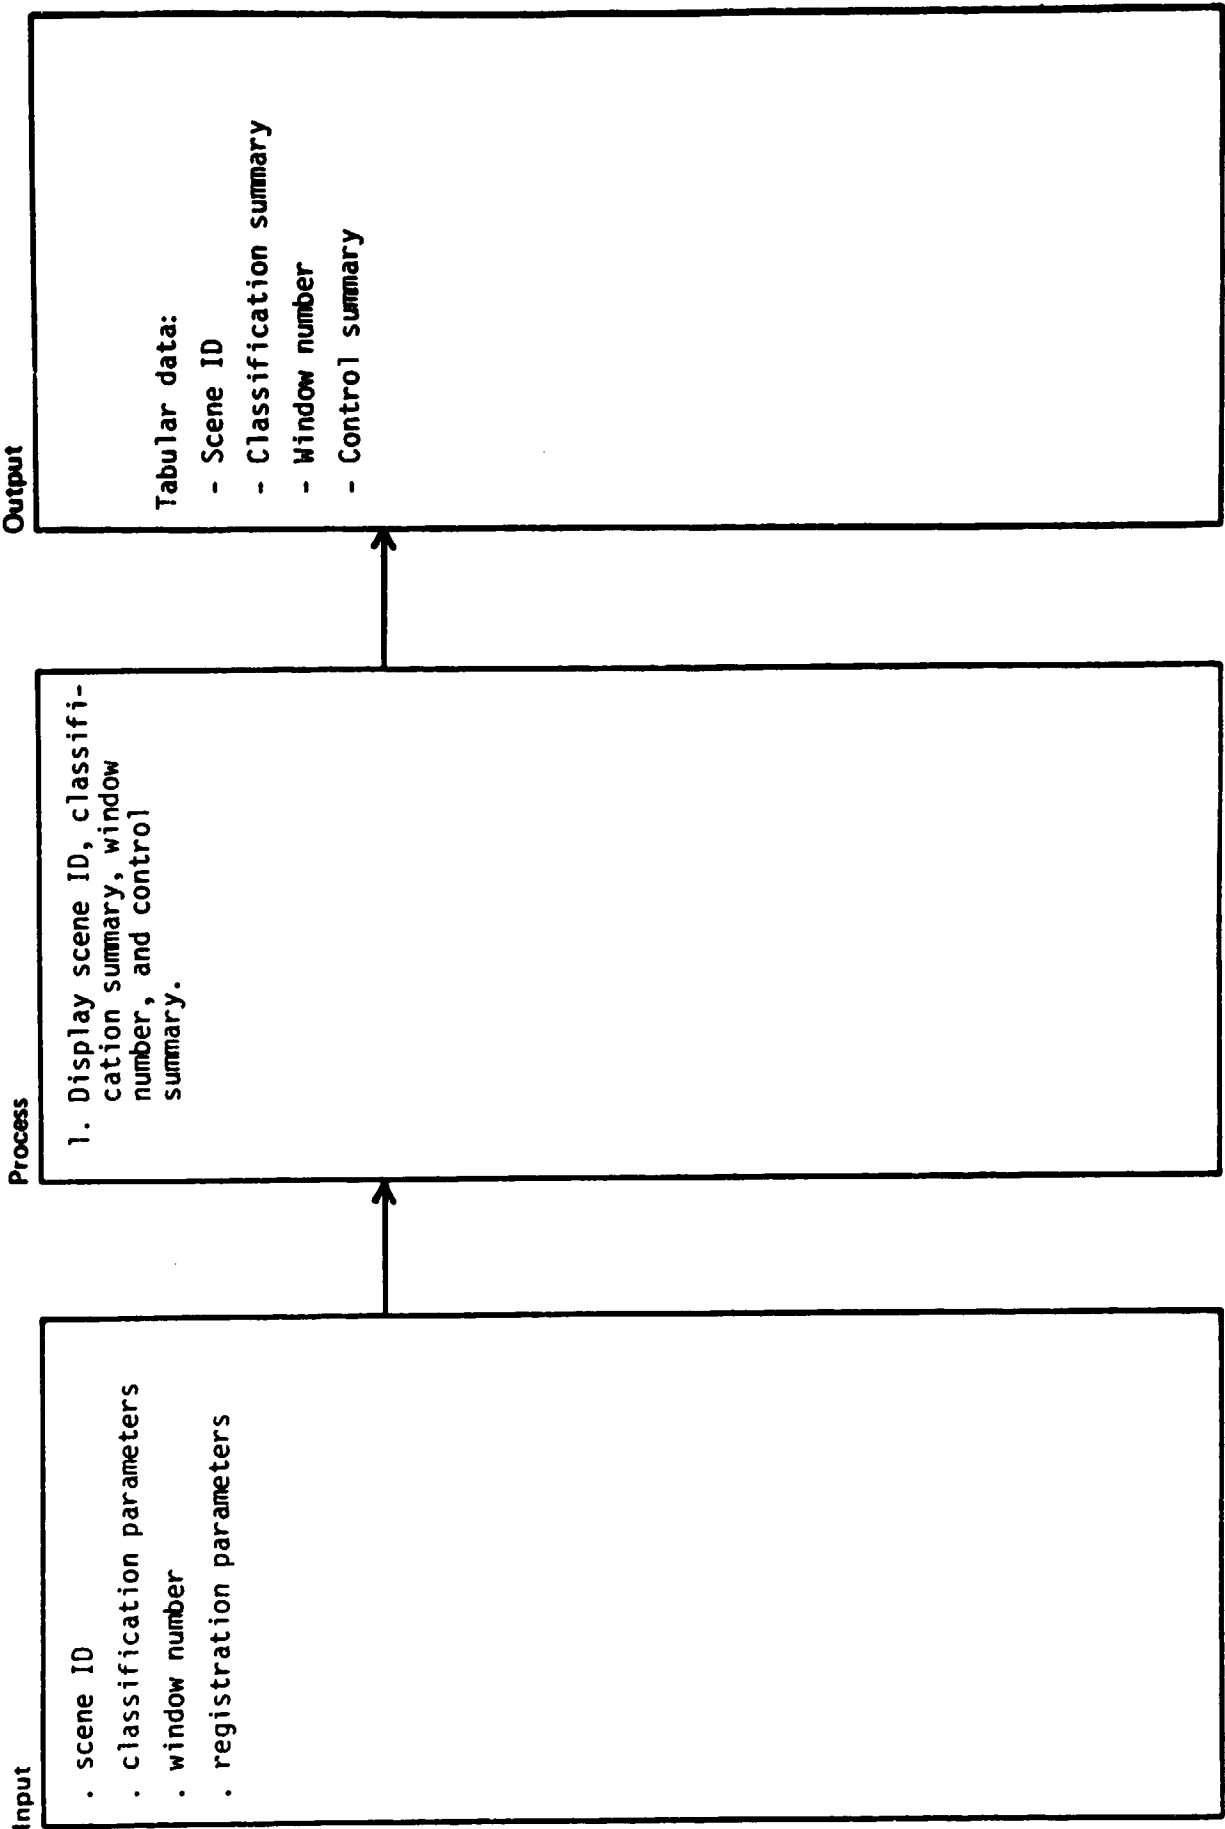 Input
. scene ID
. classification parameters
. window number
. registration parameters
Process
1. Display scene ID, classifi-
cation summary, window
number, and control
summary.
Output
Tabular data:
- Scene ID
- Classification summary
- Window number
- Control summary